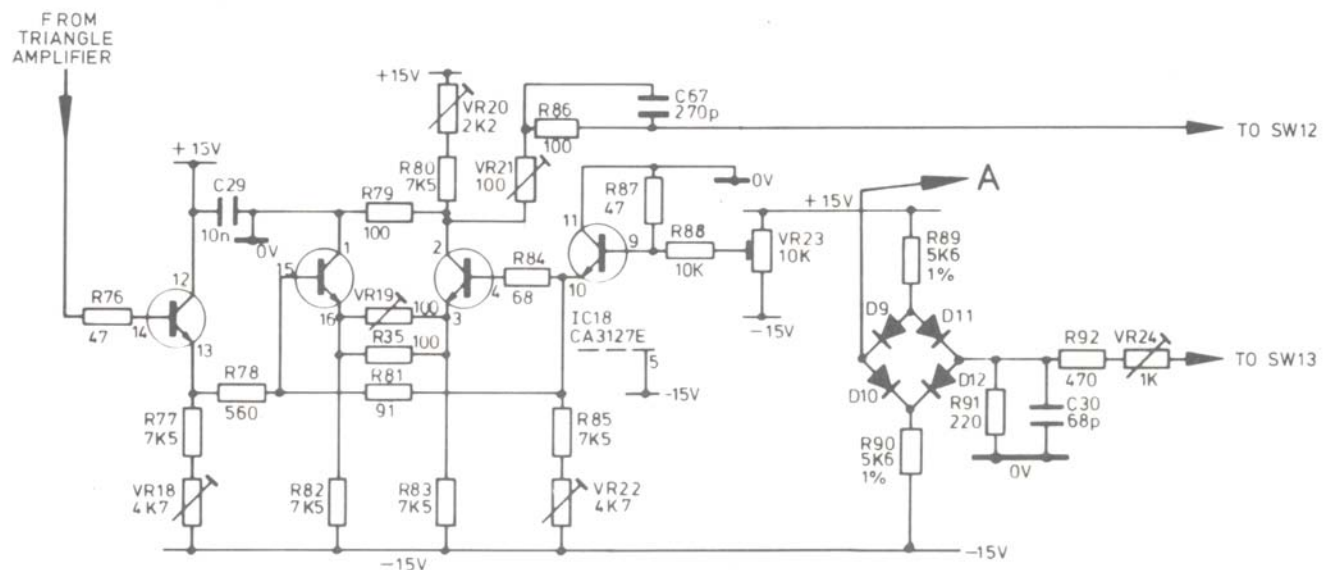 FROM
TRIANGLE
AMPLIFIER
+15V
VR20
2K2
R86
100
C67
270p
TO SW12
+15V
C29
10n
0V
R79
100
R80
7K5
VR21
100
R87
47
0V
A
+15V
R88
10K
VR23
10K
-15V
R89
5K6
1%
12
15
1
2
11
9
10
R84
68
4
R76
47
14
13
16
VR19
100
3
R35
100
IC18
CA3127E
5
-15V
D9
D11
D10
D12
R92
470
VR24
1K
TO SW13
R78
560
R81
91
R91
220
C30
68p
0V
R77
7K5
R85
7K5
R90
5K6
1%
VR18
4K7
R82
7K5
R83
7K5
VR22
4K7
-15V
-15V